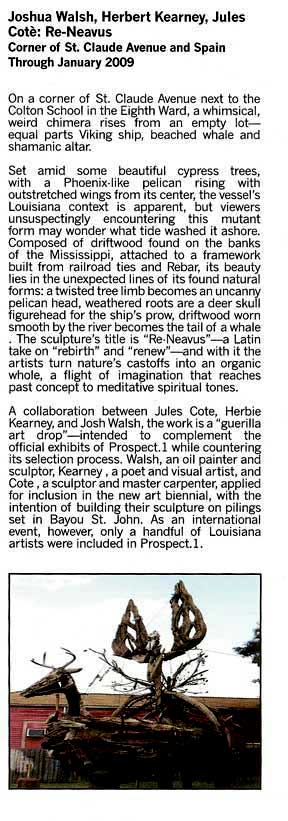 Joshua Walsh, Herbert Kearney, Jules
Cotè: Re-Neavus
Corner of St. Claude Avenue and Spain
Through January 2009
On a corner of St. Claude Avenue next to the
Colton School in the Eighth Ward, a whimsical,
weird chimera rises from an empty lot—
equal parts Viking ship, beached whale and
shamanic altar.
Set amid some beautiful cypress trees,
with a Phoenix-like pelican rising with
outstretched wings from its center, the vessel's
Louisiana context is apparent, but viewers
unsuspectingly encountering this mutant
form may wonder what tide washed it ashore.
Composed of driftwood found on the banks
of the Mississippi, attached to a framework
built from railroad ties and Rebar, its beauty
lies in the unexpected lines of its found natural
forms: a twisted tree limb becomes an uncanny
pelican head, weathered roots are a deer skull
figurehead for the ship's prow, driftwood worn
smooth by the river becomes the tail of a whale
. The sculpture's title is "Re-Neavus"—a Latin
take on "rebirth" and "renew"—and with it the
artists turn nature's castoffs into an organic
whole, a flight of imagination that reaches
past concept to meditative spiritual tones.
A collaboration between Jules Cote, Herbie
Kearney, and Josh Walsh, the work is a "guerilla
art drop"—intended to complement the
official exhibits of Prospect.1 while countering
its selection process. Walsh, an oil painter and
sculptor, Kearney , a poet and visual artist, and
Cote , a sculptor and master carpenter, applied
for inclusion in the new art biennial, with the
intention of building their sculpture on pilings
set in Bayou St. John. As an international
event, however, only a handful of Louisiana
artists were included in Prospect.1.